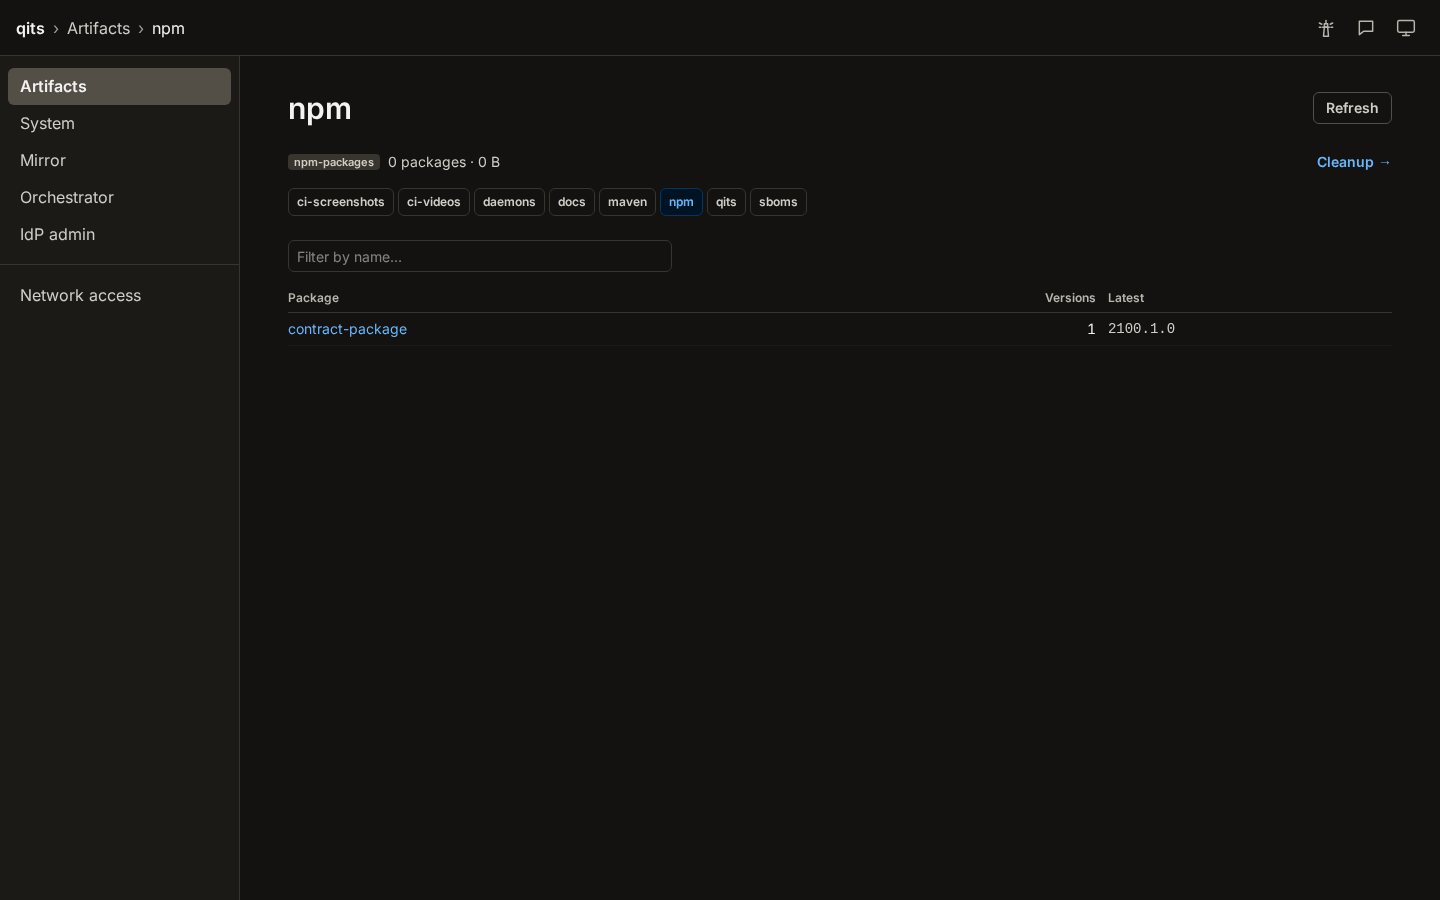 qits › Artifacts › npm
Artifacts
System
Mirror
Orchestrator
IdP admin
Network access
npm
Refresh
npm-packages 0 packages · 0 B
Cleanup →
ci-screenshots ci-videos daemons docs maven npm qits sboms
Filter by name...
Package Versions Latest
contract-package 1 2100.1.0